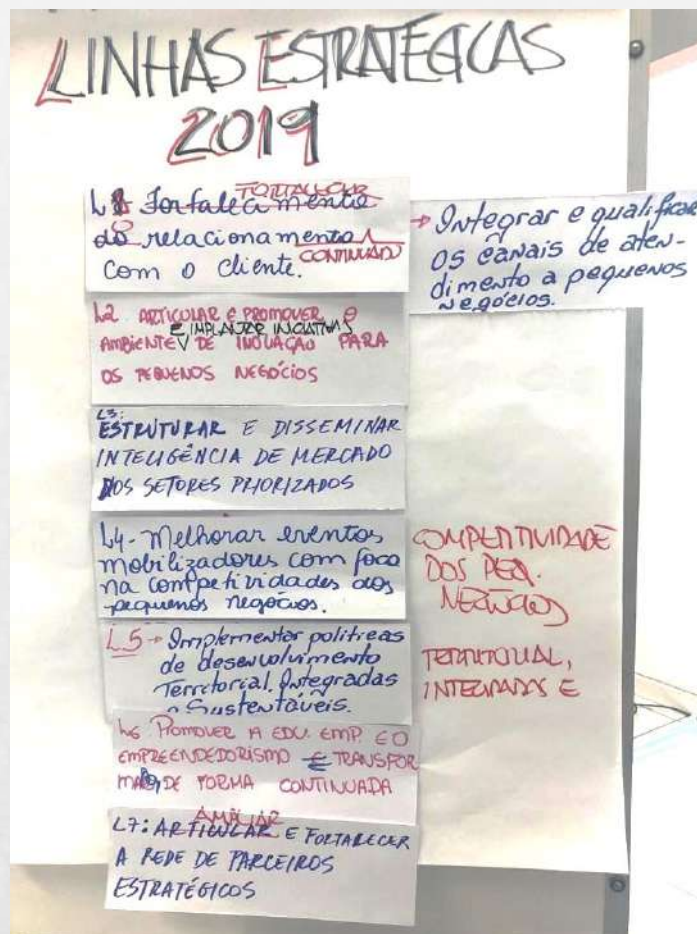 LINHAS ESTRATÉGICAS
2019
FORTALECER
L1 Fortalecimento
do relacionamento
CONTINUADO
com o cliente.
→ Integrar e qualificar
os canais de aten-
dimento a pequenos
negócios.
L2 ARTICULAR E PROMOVER O
E IMPLANTAR INICIATIVAS
AMBIENTE DE INOVAÇÃO PARA
OS PEQUENOS NEGÓCIOS
L3:
ESTRUTURAR E DISSEMINAR
INTELIGÊNCIA DE MERCADO
DOS SETORES PRIORIZADOS
L4- Melhorar eventos
mobilizadores com foco
na competividades dos
pequenos negócios.
COMPETITIVIDADE
DOS PEQ.
NEGÓCIOS
L5 → Implementar políticas
de desenvolvimento
Territorial, Integradas
e Sustentáveis.
TERRITORIAL,
INTEGRADAS E
L6 PROMOVER A EDU. EMP. E O
EMPREENDEDORISMO E TRANSFOR
DE FORMA CONTINUADA
AMPLIAR
L7: ARTICULAR E FORTALECER
A REDE DE PARCEIROS
ESTRATÉGICOS